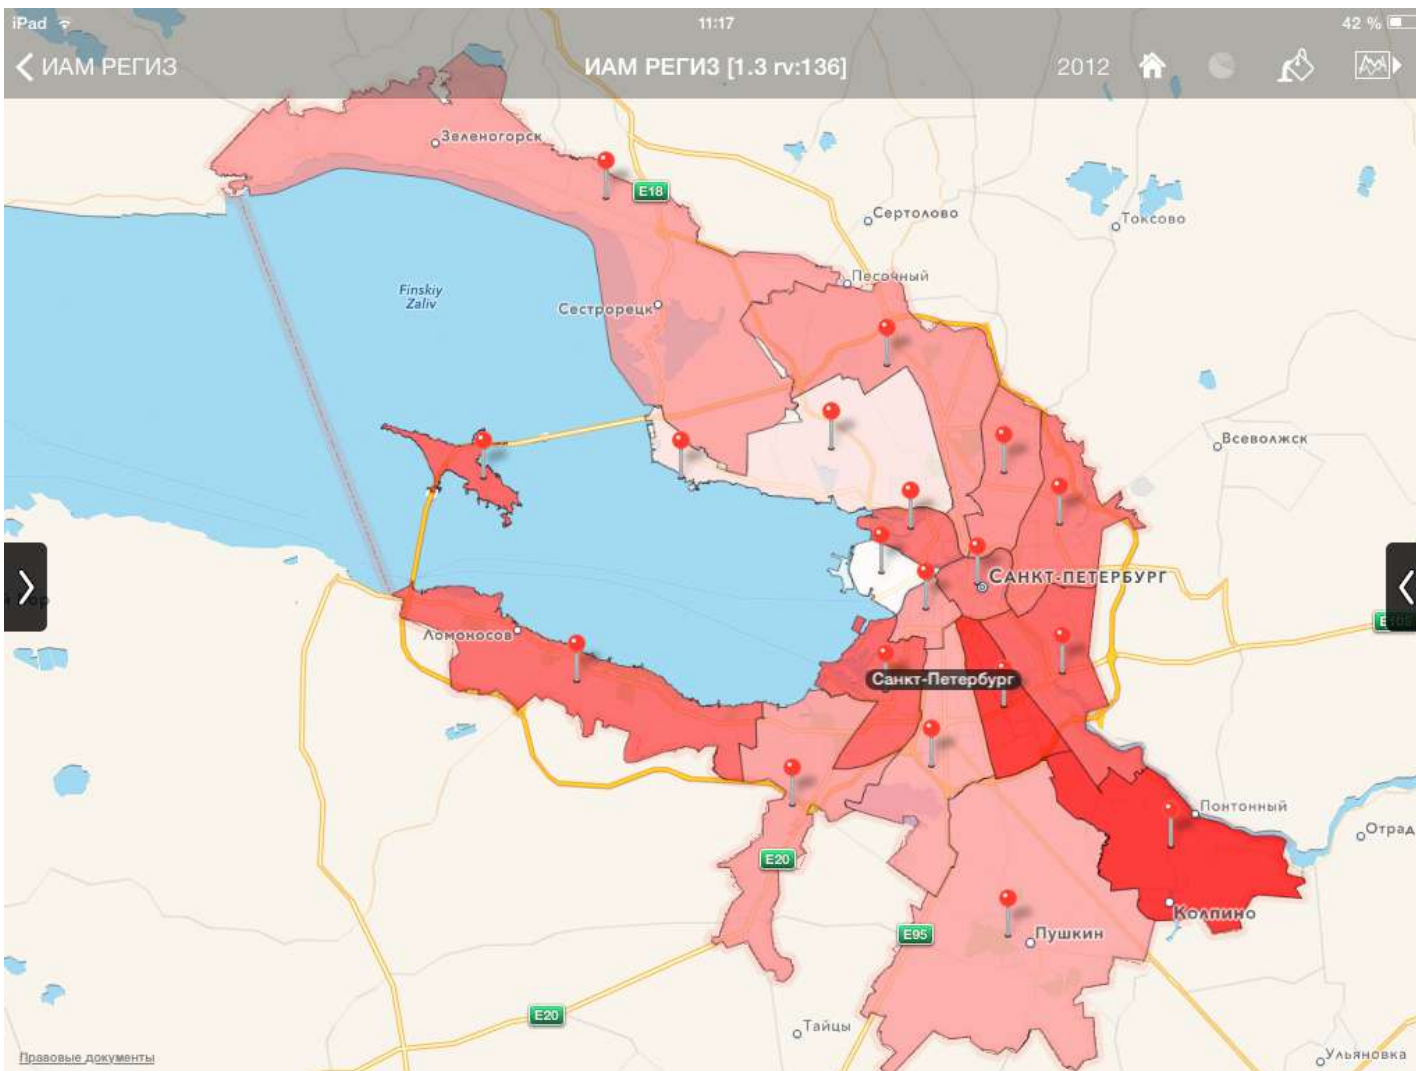 iPad
11:17
42 %
ИАМ РЕГИЗ
ИАМ РЕГИЗ [1.3 rv:136]
2012
Зеленогорск
E18
Сертолово
Токсово
Песочный
Finskiy
Zaliv
Сестрорецк
Всеволжск
САНКТ-ПЕТЕРБУРГ
Ломоносов
Санкт-Петербург
Понтонный
Отрад
E20
Колпино
E95
Пушкин
E20
Тайцы
Правовые документы
Ульяновка